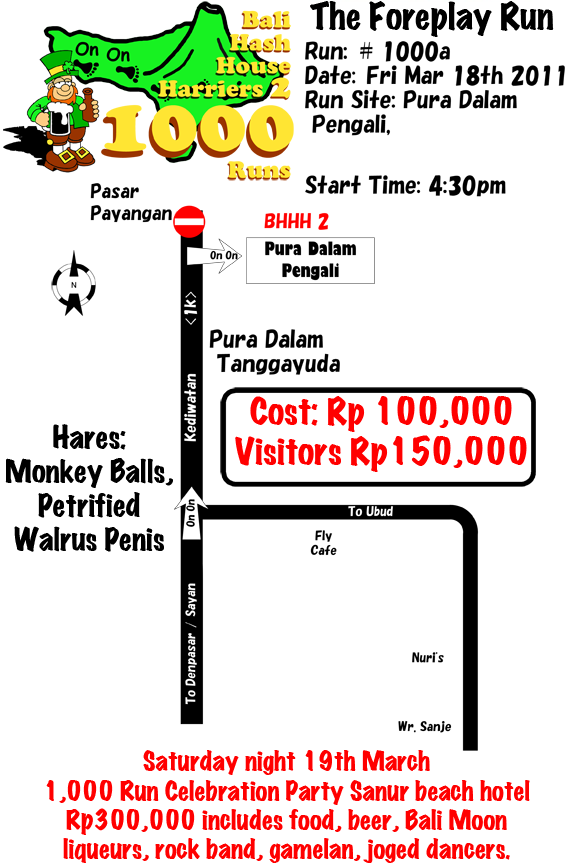 Bali
Hash
House
Harriers 2
1000
Runs
On On
The Foreplay Run
Run: # 1000a
Date: Fri Mar 18th 2011
Run Site: Pura Dalam
Pengali,
Start Time: 4:30pm
Pasar
Payangan
BHHH 2
On On
Pura Dalam
Pengali
N
<1K>
Pura Dalam
Tanggayuda
Kediwatan
Cost: Rp 100,000
Visitors Rp150,000
Hares:
Monkey Balls,
Petrified
Walrus Penis
On On
To Ubud
Fly
Cafe
To Denpasar / Sayan
Nuri's
Wr. Sanje
Saturday night 19th March
1,000 Run Celebration Party Sanur beach hotel
Rp300,000 includes food, beer, Bali Moon
liqueurs, rock band, gamelan, joged dancers.